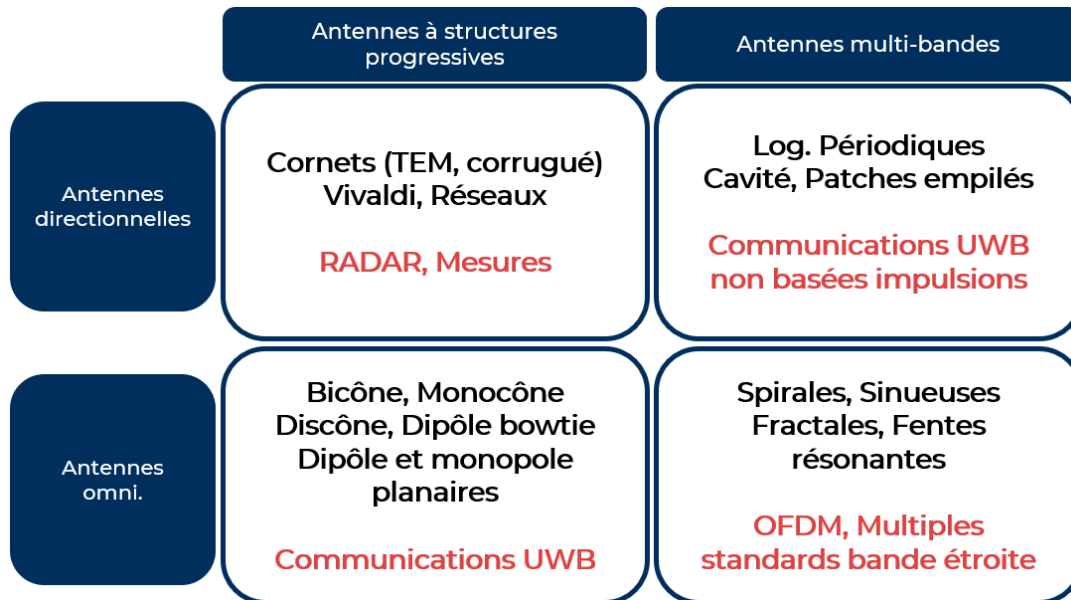 Antennes à structures
progressives
Antennes multi-bandes
Antennes
directionnelles
Cornets (TEM, corrugué)
Vivaldi, Réseaux
RADAR, Mesures
Log. Périodiques
Cavité, Patches empilés
Communications UWB
non basées impulsions
Antennes
omni.
Bicône, Monocône
Discône, Dipôle bowtie
Dipôle et monopole
planaires
Communications UWB
Spirales, Sinueuses
Fractales, Fentes
résonantes
OFDM, Multiples
standards bande étroite